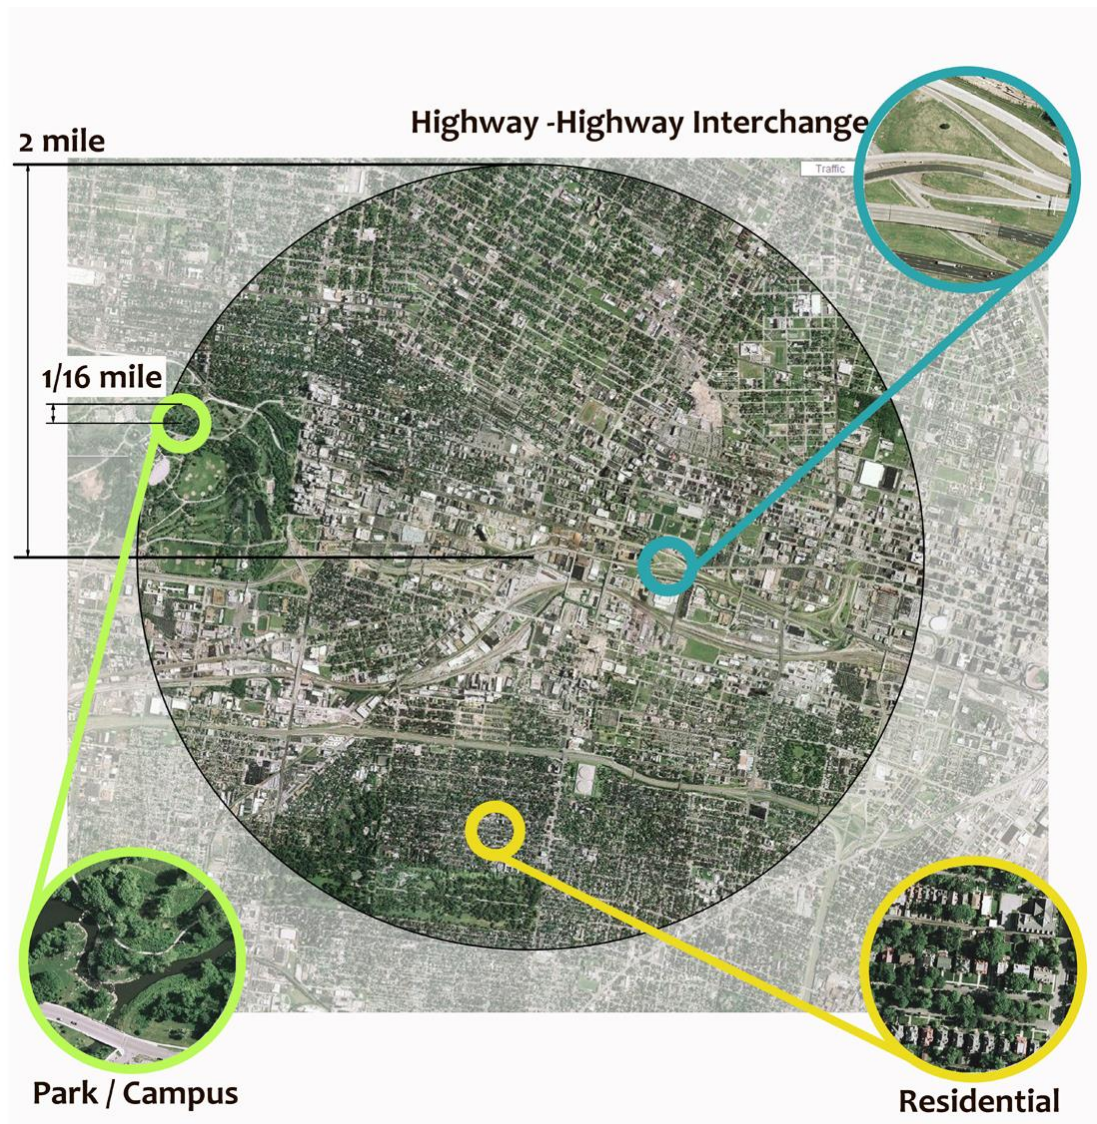 Highway -Highway Interchange
2 mile
Traffic
1/16 mile
Park / Campus
Residential